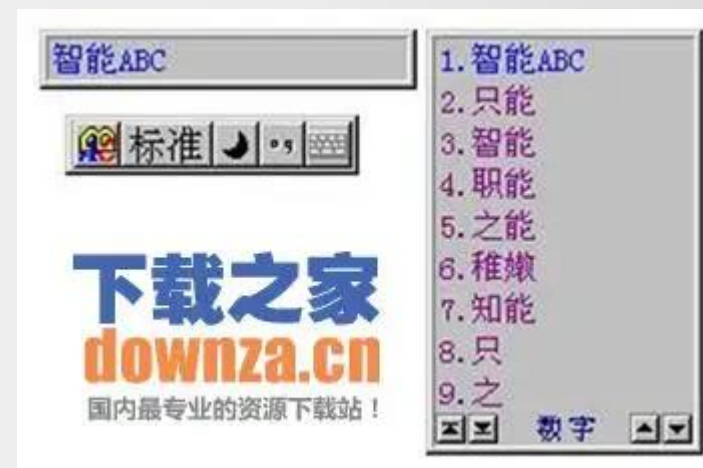 智能ABC
标准
下载之家
downza.cn
国内最专业的资源下载站！
1.智能ABC
2.只能
3.智能
4.职能
5.之能
6.稚嫩
7.知能
8.只
9.之
数字